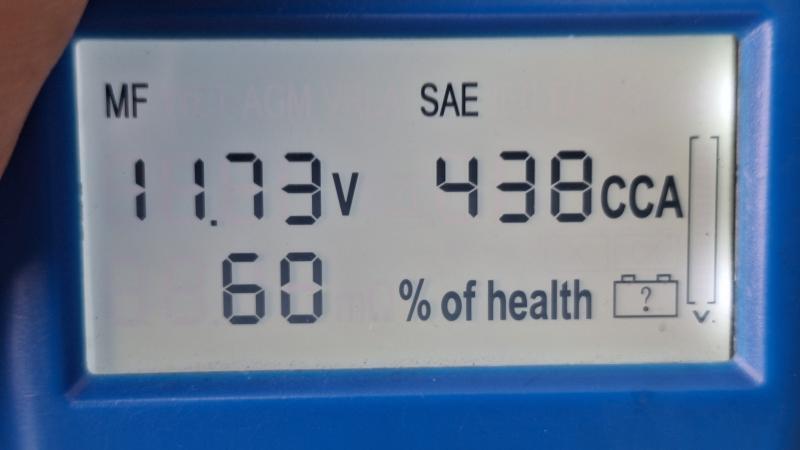 MF SAE
11.73V 438CCA
60 % of health ?
V.